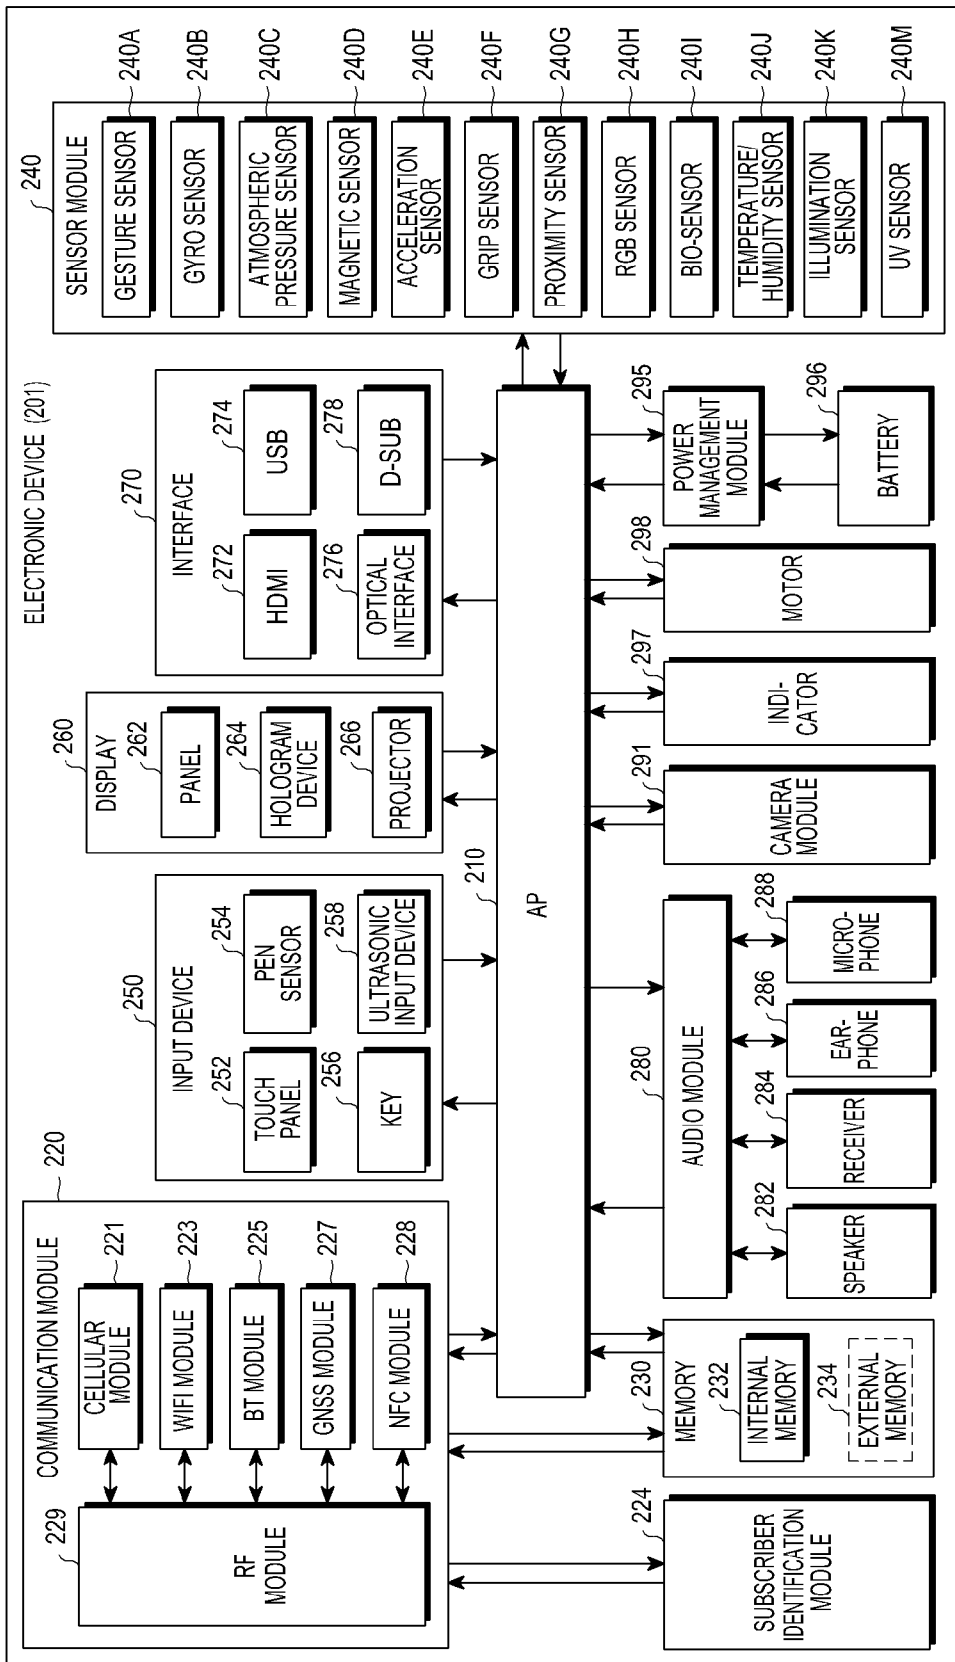 ELECTRONIC DEVICE (201)
COMMUNICATION MODULE
220
229
RF
MODULE
CELLULAR
MODULE
221
WIFI MODULE
223
BT MODULE
225
GNSS MODULE
227
NFC MODULE
228
INPUT DEVICE
250
252
TOUCH
PANEL
254
PEN
SENSOR
256
KEY
258
ULTRASONIC
INPUT DEVICE
DISPLAY
260
262
PANEL
264
HOLOGRAM
DEVICE
266
PROJECTOR
INTERFACE
270
272
HDMI
274
USB
276
OPTICAL
INTERFACE
278
D-SUB
SENSOR MODULE
240
GESTURE SENSOR
240A
GYRO SENSOR
240B
ATMOSPHERIC
PRESSURE SENSOR
240C
MAGNETIC SENSOR
240D
ACCELERATION
SENSOR
240E
GRIP SENSOR
240F
PROXIMITY SENSOR
240G
RGB SENSOR
240H
BIO-SENSOR
240I
TEMPERATURE/
HUMIDITY SENSOR
240J
ILLUMINATION
SENSOR
240K
UV SENSOR
240M
210
AP
224
SUBSCRIBER
IDENTIFICATION
MODULE
230
MEMORY
232
INTERNAL
MEMORY
234
EXTERNAL
MEMORY
280
AUDIO MODULE
282
SPEAKER
284
RECEIVER
286
EAR-
PHONE
288
MICRO-
PHONE
291
CAMERA
MODULE
297
INDI-
CATOR
298
MOTOR
295
POWER
MANAGEMENT
MODULE
296
BATTERY